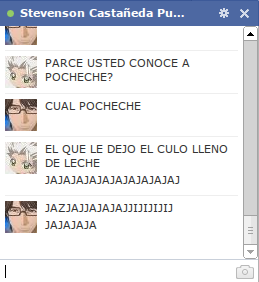 Stevenson Castañeda Pu...
PARCE USTED CONOCE A
POCHECHE?
CUAL POCHECHE
EL QUE LE DEJO EL CULO LLENO
DE LECHE
JAJAJAJAJAJAJAJAJAJ
JAZJAJJAJAJAJJIJIJIJIJ
JAJAJAJA